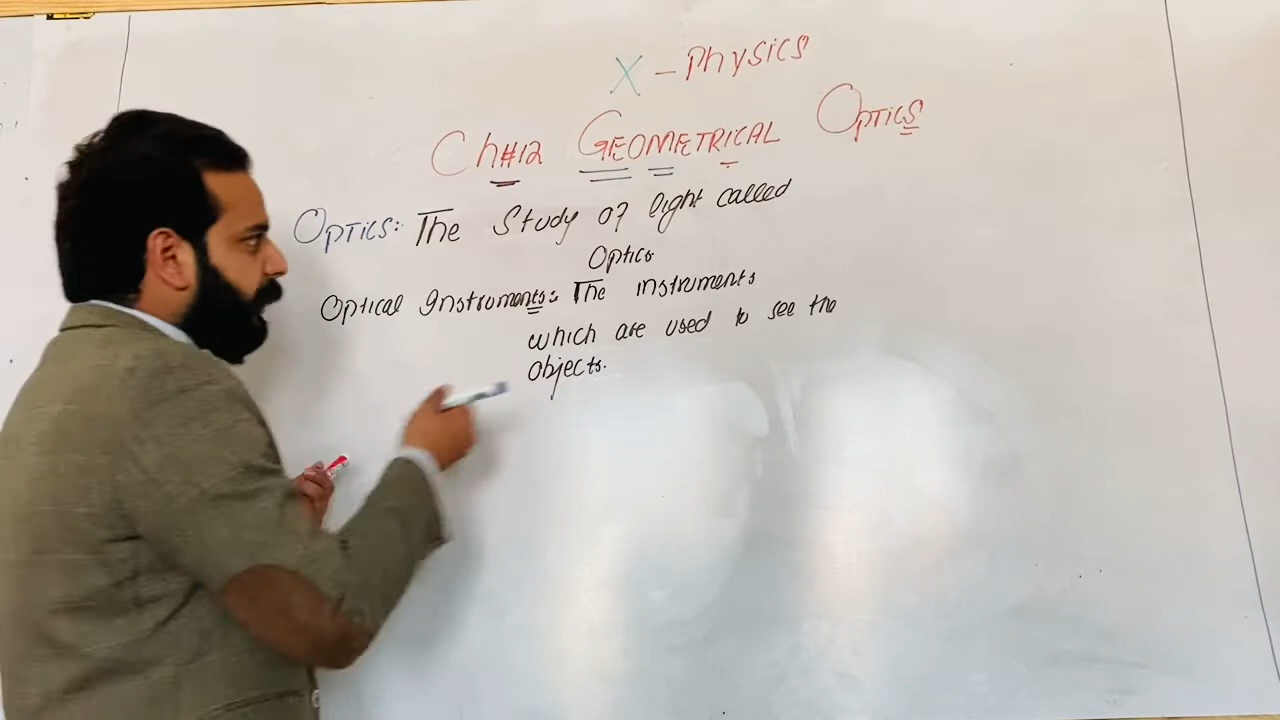 X - Physics
Ch#12 GEOMETRICAL OPTICS
OPTICS: The Study of light called
Optics
Optical Instruments: The instruments
which are used to see the
objects.